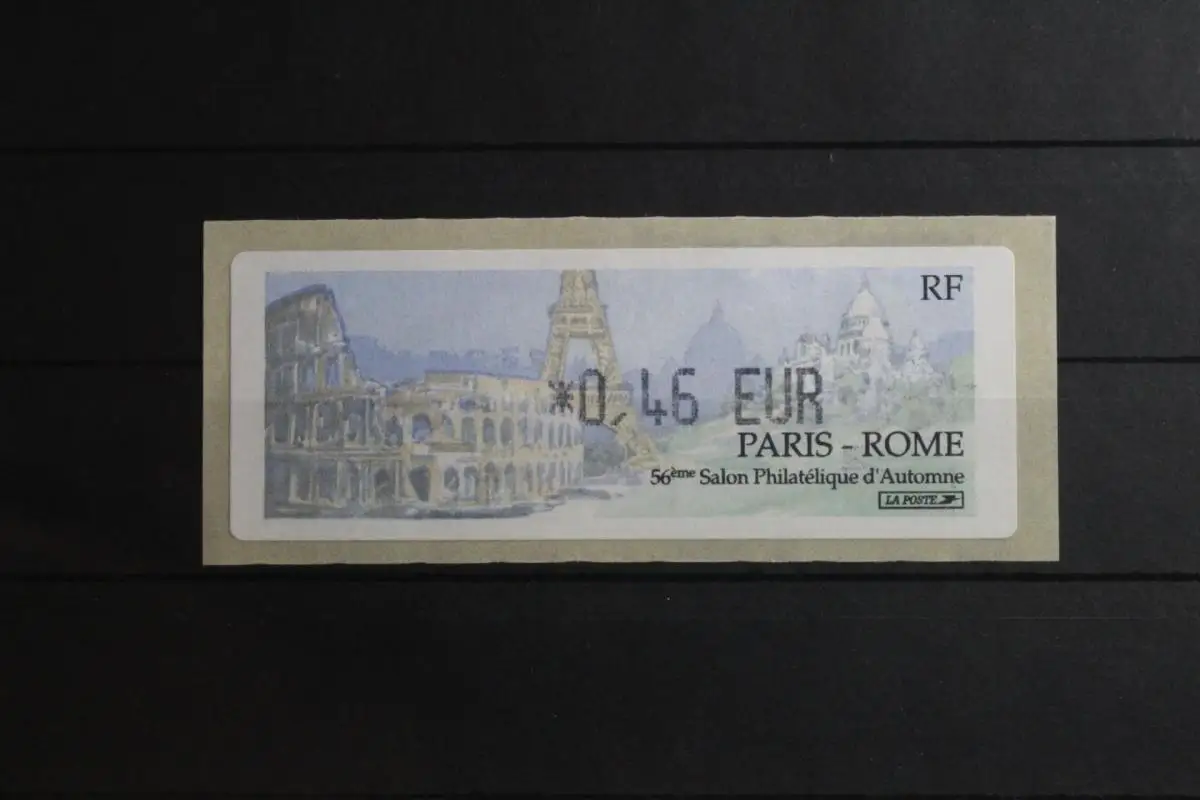 RF
*0,46 EUR
PARIS - ROME
56ème Salon Philatélique d'Automne
LA POSTE